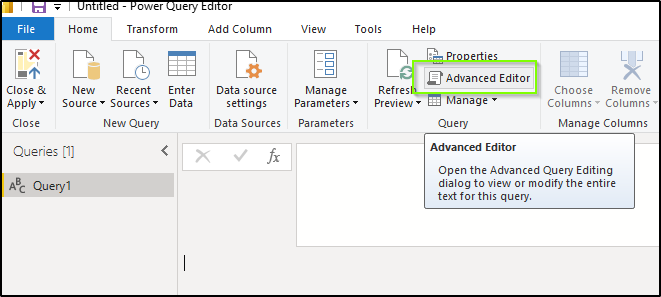 Untitled - Power Query Editor
File Home Transform Add Column View Tools Help
Close &
Apply
New
Source
Recent
Sources
Enter
Data
Data source
settings
Manage
Parameters
Refresh
Preview
Properties
Advanced Editor
Manage
Choose
Columns
Remove
Columns
Close New Query Data Sources Parameters Query Manage Columns
Queries [1]
ABC Query1
fx
Advanced Editor
Open the Advanced Query Editing
dialog to view or modify the entire
text for this query.